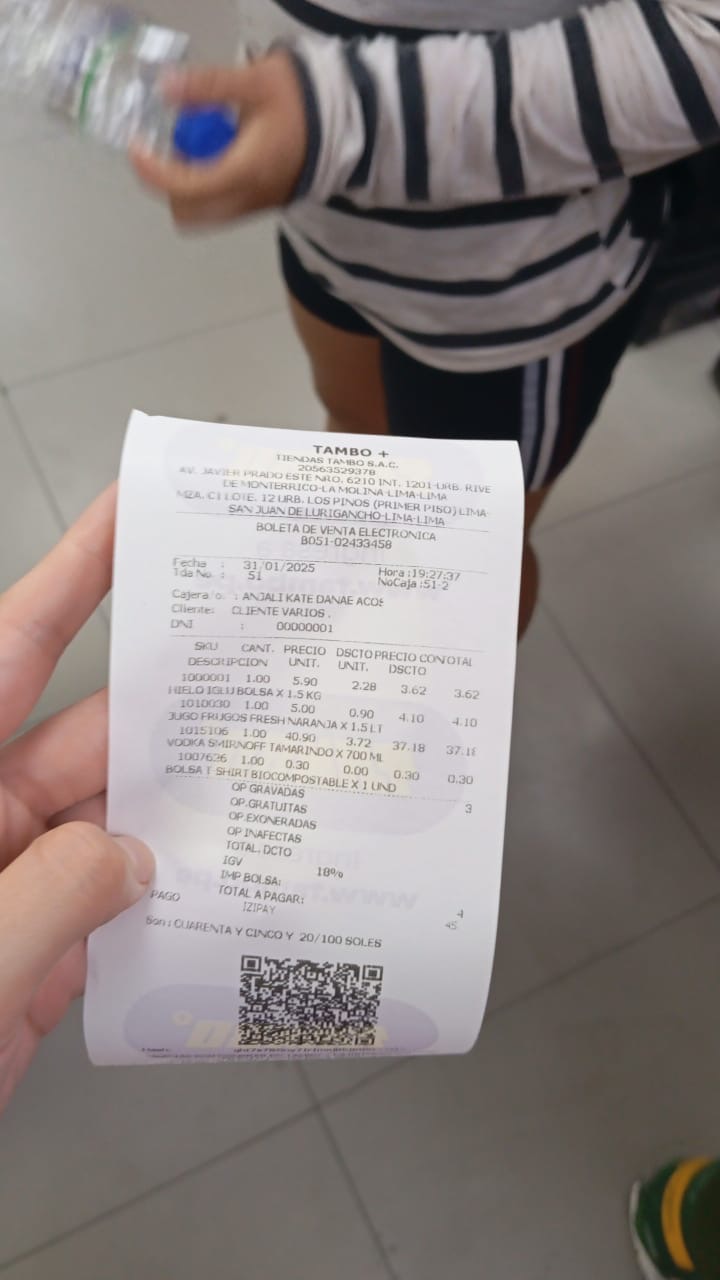 TAMBO +
TIENDAS TAMBO S.A.C.
20563529378
AV. JAVIER PRADO ESTE NRO. 6210 INT. 1201-URB. RIVE
DE MONTERRICO-LA MOLINA-LIMA-LIMA
MZA. C1 LOTE. 12 URB. LOS PINOS (PRIMER PISO) LIMA-
SAN JUAN DE LURIGANCHO-LIMA-LIMA
BOLETA DE VENTA ELECTRONICA
B051-02433458
Fecha : 31/01/2025 Hora :19:27:37
Tda No. : 51 NoCaja :51-2
Cajera/o. : ANJALI KATE DANAE ACOS
Cliente: CLIENTE VARIOS .
DNI : 00000001
SKU CANT. PRECIO DSCTO PRECIO CON TOTAL
DESCRIPCION UNIT. UNIT. DSCTO
1000001 1.00 5.90 2.28 3.62 3.62
HIELO IGLU BOLSA X 1.5 KG
1010030 1.00 5.00 0.90 4.10 4.10
JUGO FRUGOS FRESH NARANJA X 1.5 LT
1015106 1.00 40.90 3.72 37.18 37.18
VODKA SMIRNOFF TAMARINDO X 700 ML
1007626 1.00 0.30 0.00 0.30 0.30
BOLSA T-SHIRT BIOCOMPOSTABLE X 1 UND
OP GRAVADAS 3
OP.GRATUITAS
OP.EXONERADAS
OP INAFECTAS
TOTAL. DCTO
IGV 18%
IMP BOLSA:
TOTAL A PAGAR: 4
PAGO IZIPAY 45
Son: CUARENTA Y CINCO Y 20/100 SOLES